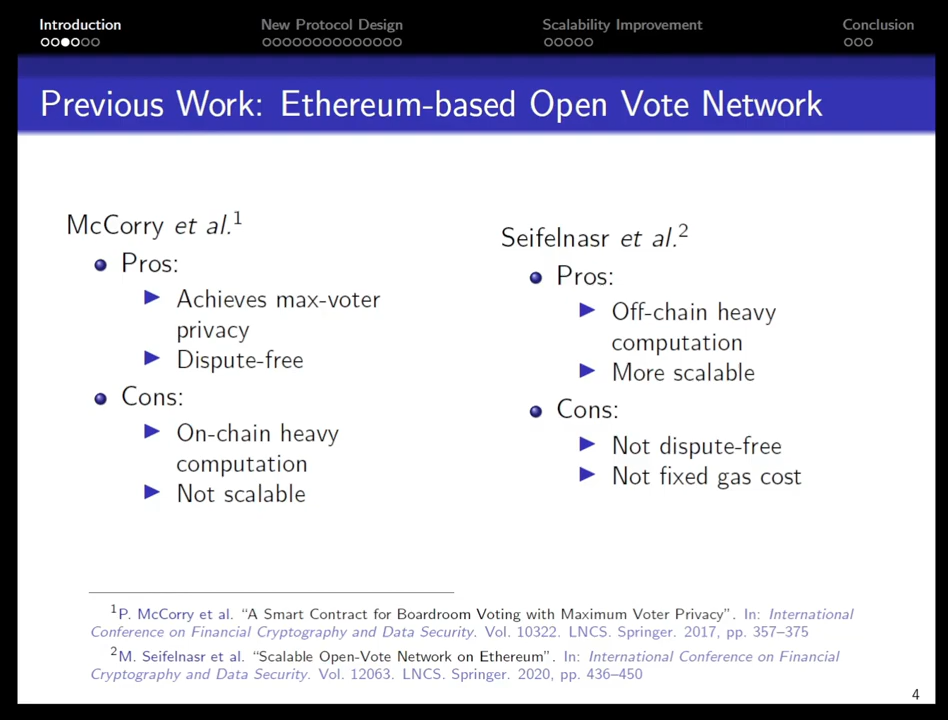 Introduction
New Protocol Design
Scalability Improvement
Conclusion
Previous Work: Ethereum-based Open Vote Network
McCorry et al.1
Pros:
Achieves max-voter
privacy
Dispute-free
Cons:
On-chain heavy
computation
Not scalable
Seifelnasr et al.2
Pros:
Off-chain heavy
computation
More scalable
Cons:
Not dispute-free
Not fixed gas cost
1P. McCorry et al. “A Smart Contract for Boardroom Voting with Maximum Voter Privacy”. In: International
Conference on Financial Cryptography and Data Security. Vol. 10322. LNCS. Springer. 2017, pp. 357–375
2M. Seifelnasr et al. “Scalable Open-Vote Network on Ethereum”. In: International Conference on Financial
Cryptography and Data Security. Vol. 12063. LNCS. Springer. 2020, pp. 436–450
4